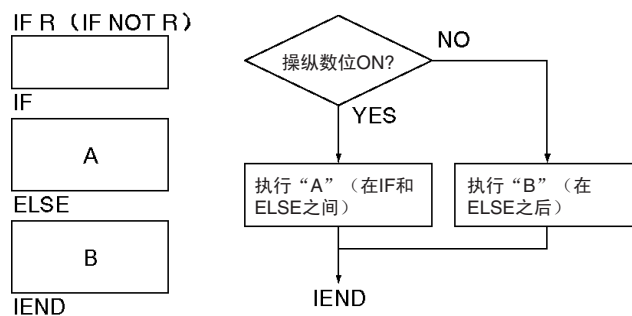 IF R（IF NOT R）
IF
A
ELSE
B
IEND
操纵数位ON?
NO
YES
执行“A”（在IF和
ELSE之间）
执行“B”（在
ELSE之后）
IEND